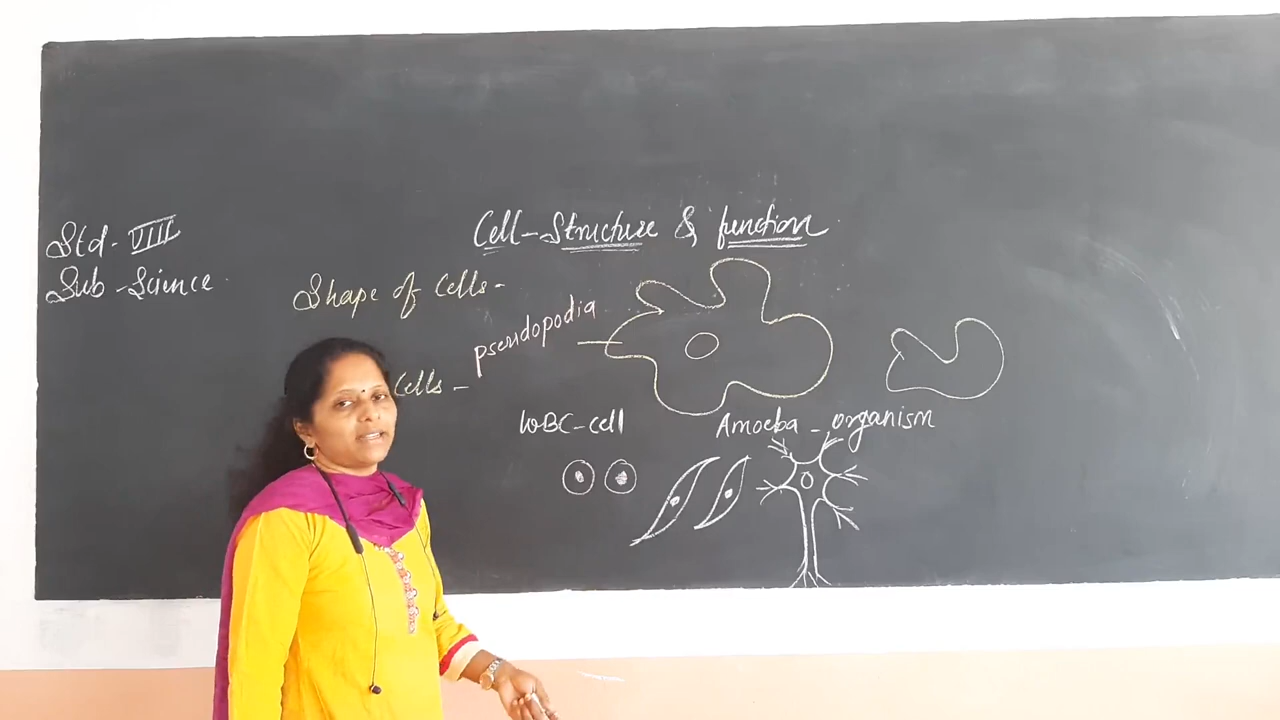 Cell-Structure & function
Std- VIII
Sub-Science
Shape of Cells-
pseudopodia
Cells-
WBC-cell
Amoeba - organism